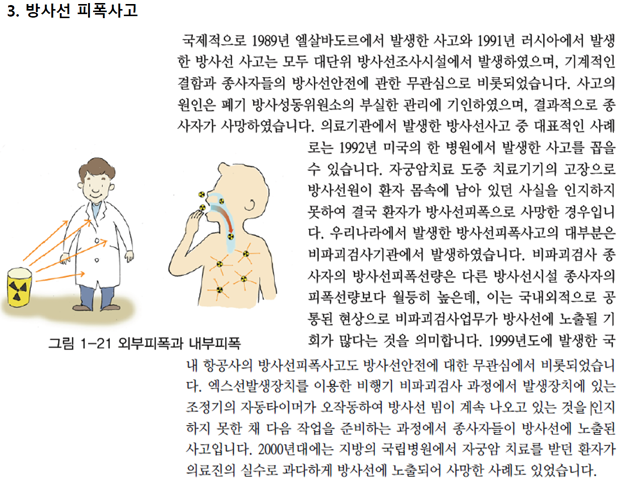 3. 방사선 피폭사고
국제적으로 1989년 엘살바도르에서 발생한 사고와 1991년 러시아에서 발생
한 방사선 사고는 모두 대단위 방사선조사시설에서 발생하였으며, 기계적인
결함과 종사자들의 방사선안전에 관한 무관심으로 비롯되었습니다. 사고의
원인은 폐기 방사성동위원소의 부실한 관리에 기인하였으며, 결과적으로 종
사자가 사망하였습니다. 의료기관에서 발생한 방사선사고 중 대표적인 사례
로는 1992년 미국의 한 병원에서 발생한 사고를 꼽을
수 있습니다. 자궁암치료 도중 치료기기의 고장으로
방사선원이 환자 몸속에 남아 있던 사실을 인지하지
못하여 결국 환자가 방사선피폭으로 사망한 경우입니
다. 우리나라에서 발생한 방사선피폭사고의 대부분은
비파괴검사기관에서 발생하였습니다. 비파괴검사 종
사자의 방사선피폭선량은 다른 방사선시설 종사자의
피폭선량보다 월등히 높은데, 이는 국내외적으로 공
통된 현상으로 비파괴검사업무가 방사선에 노출될 기
회가 많다는 것을 의미합니다. 1999년도에 발생한 국
그림 1-21 외부피폭과 내부피폭
내 항공사의 방사선피폭사고도 방사선안전에 대한 무관심에서 비롯되었습니
다. 엑스선발생장치를 이용한 비행기 비파괴검사 과정에서 발생장치에 있는
조정기의 자동타이머가 오작동하여 방사선 빔이 계속 나오고 있는 것을 인지
하지 못한 채 다음 작업을 준비하는 과정에서 종사자들이 방사선에 노출된
사고입니다. 2000년대에는 지방의 국립병원에서 자궁암 치료를 받던 환자가
의료진의 실수로 과다하게 방사선에 노출되어 사망한 사례도 있었습니다.